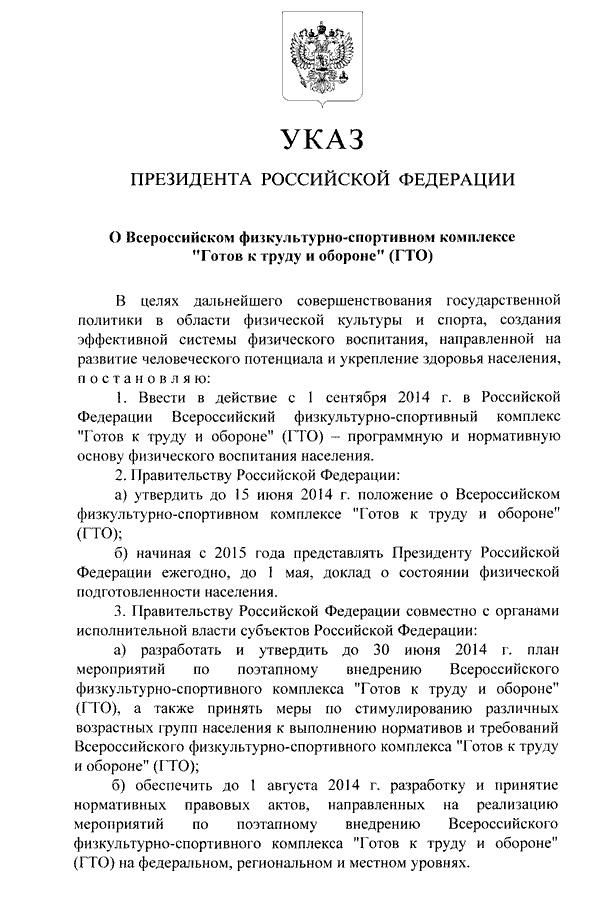 УКАЗ
ПРЕЗИДЕНТА РОССИЙСКОЙ ФЕДЕРАЦИИ
О Всероссийском физкультурно-спортивном комплексе
"Готов к труду и обороне" (ГТО)
В целях дальнейшего совершенствования государственной
политики в области физической культуры и спорта, создания
эффективной системы физического воспитания, направленной на
развитие человеческого потенциала и укрепление здоровья населения,
п о с т а н о в л я ю:
1. Ввести в действие с 1 сентября 2014 г. в Российской
Федерации Всероссийский физкультурно-спортивный комплекс
"Готов к труду и обороне" (ГТО) – программную и нормативную
основу физического воспитания населения.
2. Правительству Российской Федерации:
а) утвердить до 15 июня 2014 г. положение о Всероссийском
физкультурно-спортивном комплексе "Готов к труду и обороне"
(ГТО);
б) начиная с 2015 года представлять Президенту Российской
Федерации ежегодно, до 1 мая, доклад о состоянии физической
подготовленности населения.
3. Правительству Российской Федерации совместно с органами
исполнительной власти субъектов Российской Федерации:
а) разработать и утвердить до 30 июня 2014 г. план
мероприятий по поэтапному внедрению Всероссийского
физкультурно-спортивного комплекса "Готов к труду и обороне"
(ГТО), а также принять меры по стимулированию различных
возрастных групп населения к выполнению нормативов и требований
Всероссийского физкультурно-спортивного комплекса "Готов к труду
и обороне" (ГТО);
б) обеспечить до 1 августа 2014 г. разработку и принятие
нормативных правовых актов, направленных на реализацию
мероприятий по поэтапному внедрению Всероссийского
физкультурно-спортивного комплекса "Готов к труду и обороне"
(ГТО) на федеральном, региональном и местном уровнях.